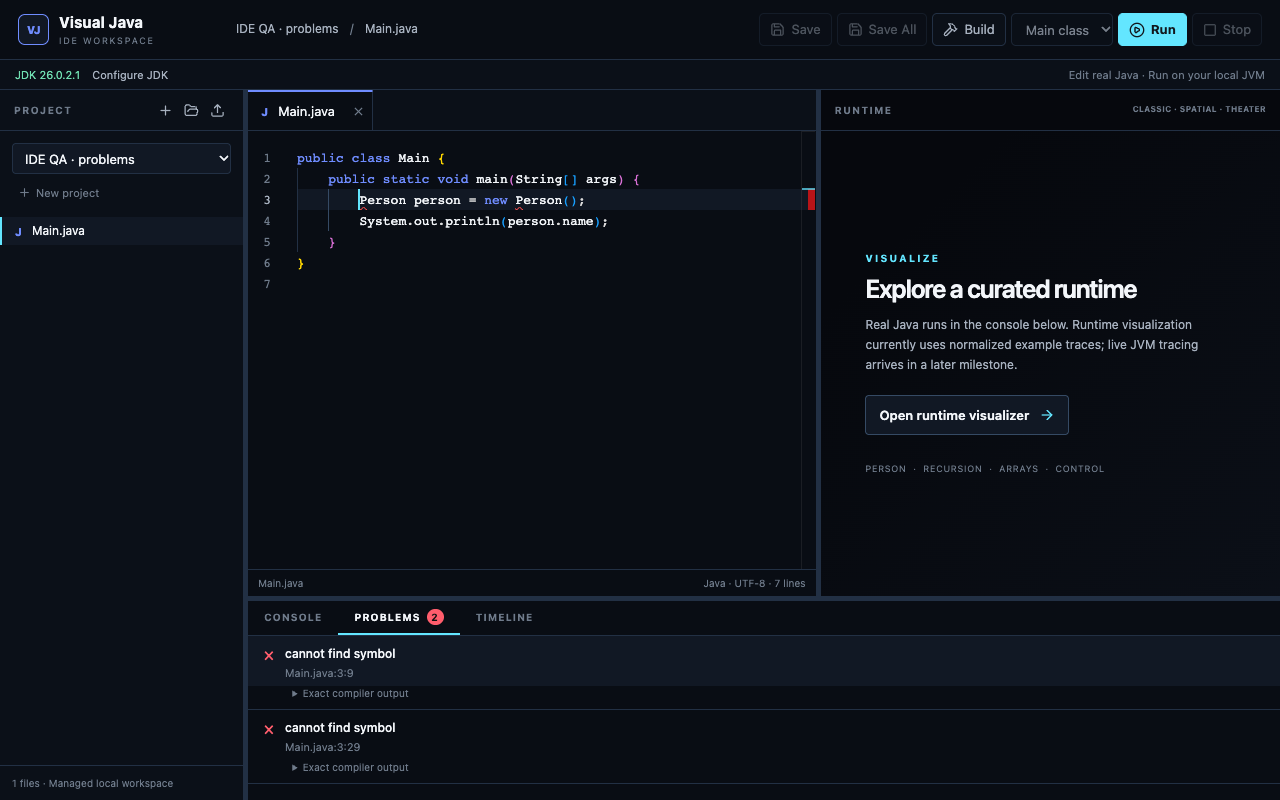 VJ
Visual Java
IDE WORKSPACE
IDE QA · problems / Main.java
Save
Save All
Build
Main class
Run
Stop
JDK 26.0.2.1 Configure JDK
Edit real Java · Run on your local JVM
PROJECT
IDE QA · problems
New project
J Main.java
1 files · Managed local workspace
J Main.java
1 public class Main {
2     public static void main(String[] args) {
3         Person person = new Person();
4         System.out.println(person.name);
5     }
6 }
7
Main.java
Java · UTF-8 · 7 lines
RUNTIME
CLASSIC · SPATIAL · THEATER
VISUALIZE
Explore a curated runtime
Real Java runs in the console below. Runtime visualization
currently uses normalized example traces; live JVM tracing
arrives in a later milestone.
Open runtime visualizer →
PERSON · RECURSION · ARRAYS · CONTROL
CONSOLE
PROBLEMS 2
TIMELINE
cannot find symbol
Main.java:3:9
Exact compiler output
cannot find symbol
Main.java:3:29
Exact compiler output